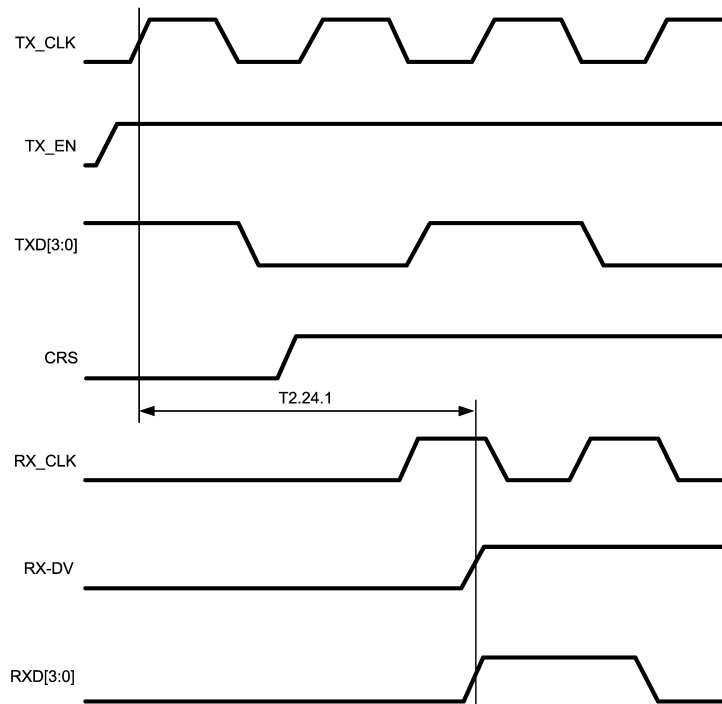 TX_CLK
TX_EN
TXD[3:0]
CRS
T2.24.1
RX_CLK
RX-DV
RXD[3:0]